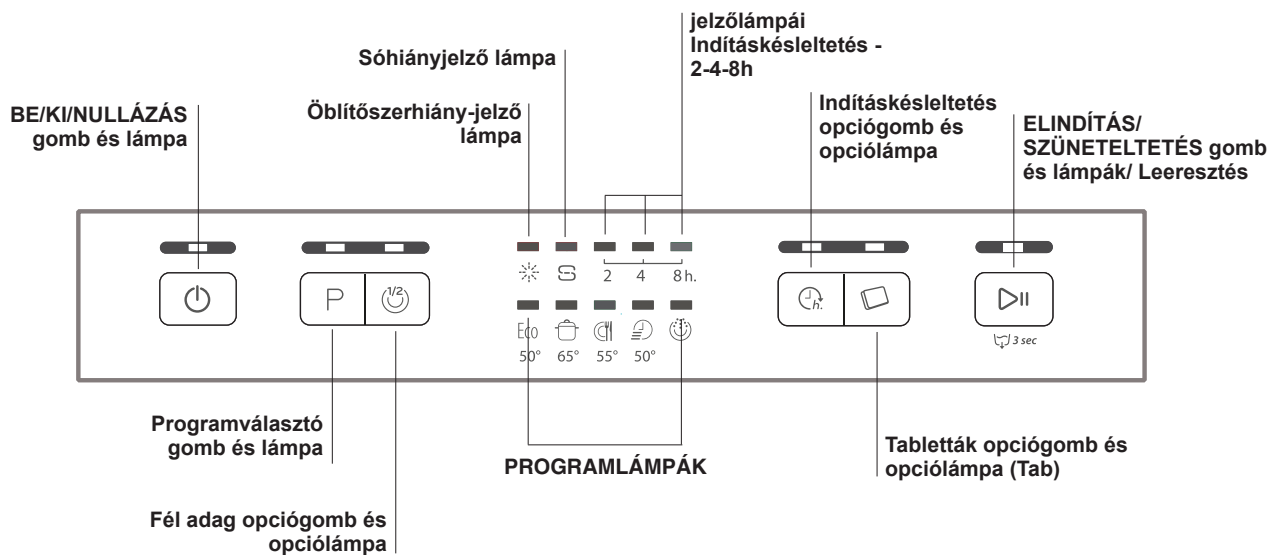 jelzőlámpái
Indításkésleltetés -
2-4-8h
Sóhiányjelző lámpa
BE/KI/NULLÁZÁS
gomb és lámpa
Öblítőszerhiány-jelző
lámpa
Indításkésleltetés
opciógomb és
opciólámpa
ELINDÍTÁS/
SZÜNETELTETÉS gomb
és lámpák/ Leeresztés
2 4 8 h.
P 1/2 h.
Eco
50° 65° 55° 50°
3 sec
Programválasztó
gomb és lámpa
PROGRAMLÁMPÁK
Tabletták opciógomb és
opciólámpa (Tab)
Fél adag opciógomb és
opciólámpa